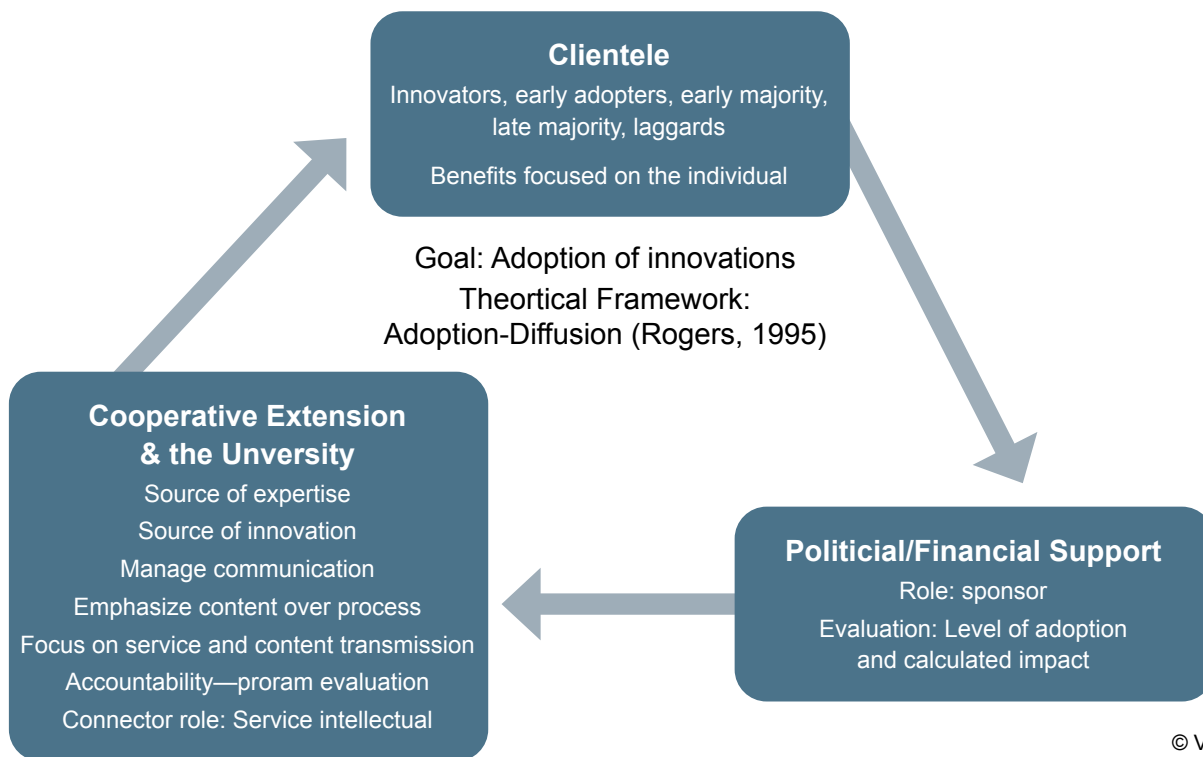 Clientele
Innovators, early adopters, early majority,
late majority, laggards
Benefits focused on the individual
Goal: Adoption of innovations
Theortical Framework:
Adoption-Diffusion (Rogers, 1995)
Cooperative Extension
& the Unversity
Source of expertise
Source of innovation
Manage communication
Emphasize content over process
Focus on service and content transmission
Accountability—proram evaluation
Connector role: Service intellectual
Politicial/Financial Support
Role: sponsor
Evaluation: Level of adoption
and calculated impact
© V